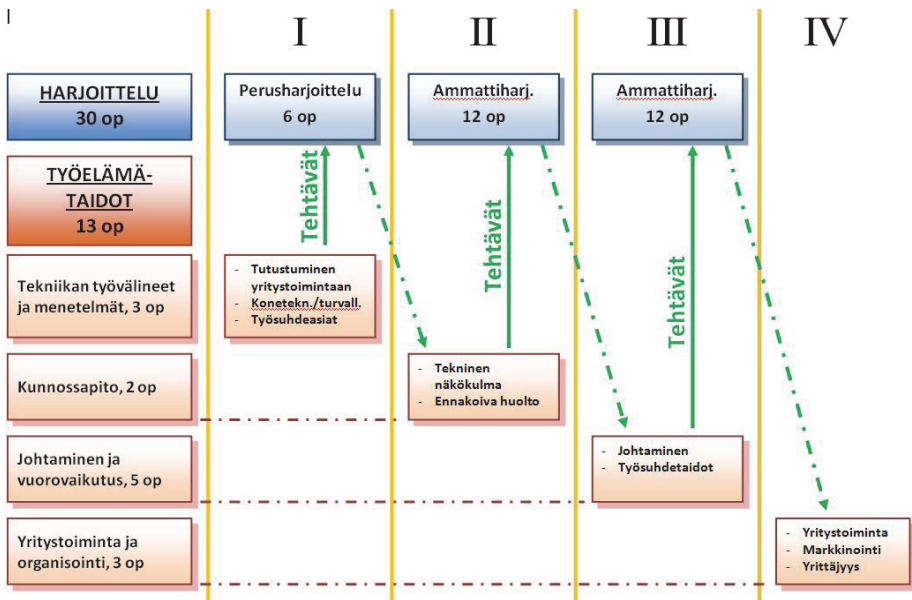 I
I
II
III
IV
HARJOITTELU
30 op
Perusharjoittelu
6 op
Ammattiharj.
12 op
Ammattiharj.
12 op
TYÖELÄMÄ-
TAIDOT
13 op
Tehtävät
Tehtävät
Tehtävät
Tekniikan työvälineet
ja menetelmät, 3 op
- Tutustuminen
yritystoimintaan
- Konetekn./turvall.
- Työsuhdeasiat
Kunnossapito, 2 op
- Tekninen
näkökulma
- Ennakoiva huolto
Johtaminen ja
vuorovaikutus, 5 op
- Johtaminen
- Työsuhdetaidot
Yritystoiminta ja
organisointi, 3 op
- Yritystoiminta
- Markkinointi
- Yrittäjyys